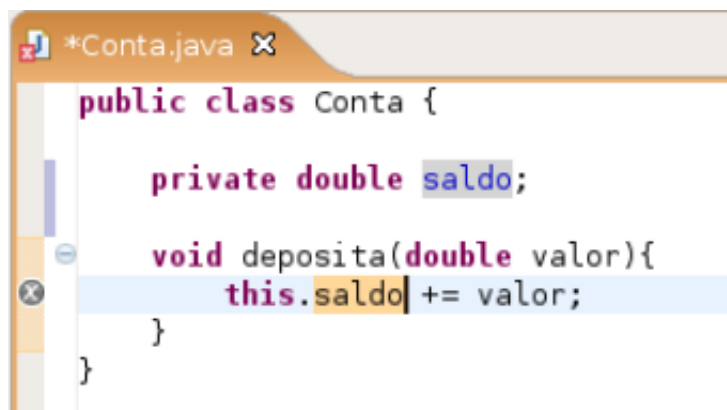 *Conta.java
public class Conta {
private double saldo;
void deposita(double valor){
this.saldo += valor;
}
}